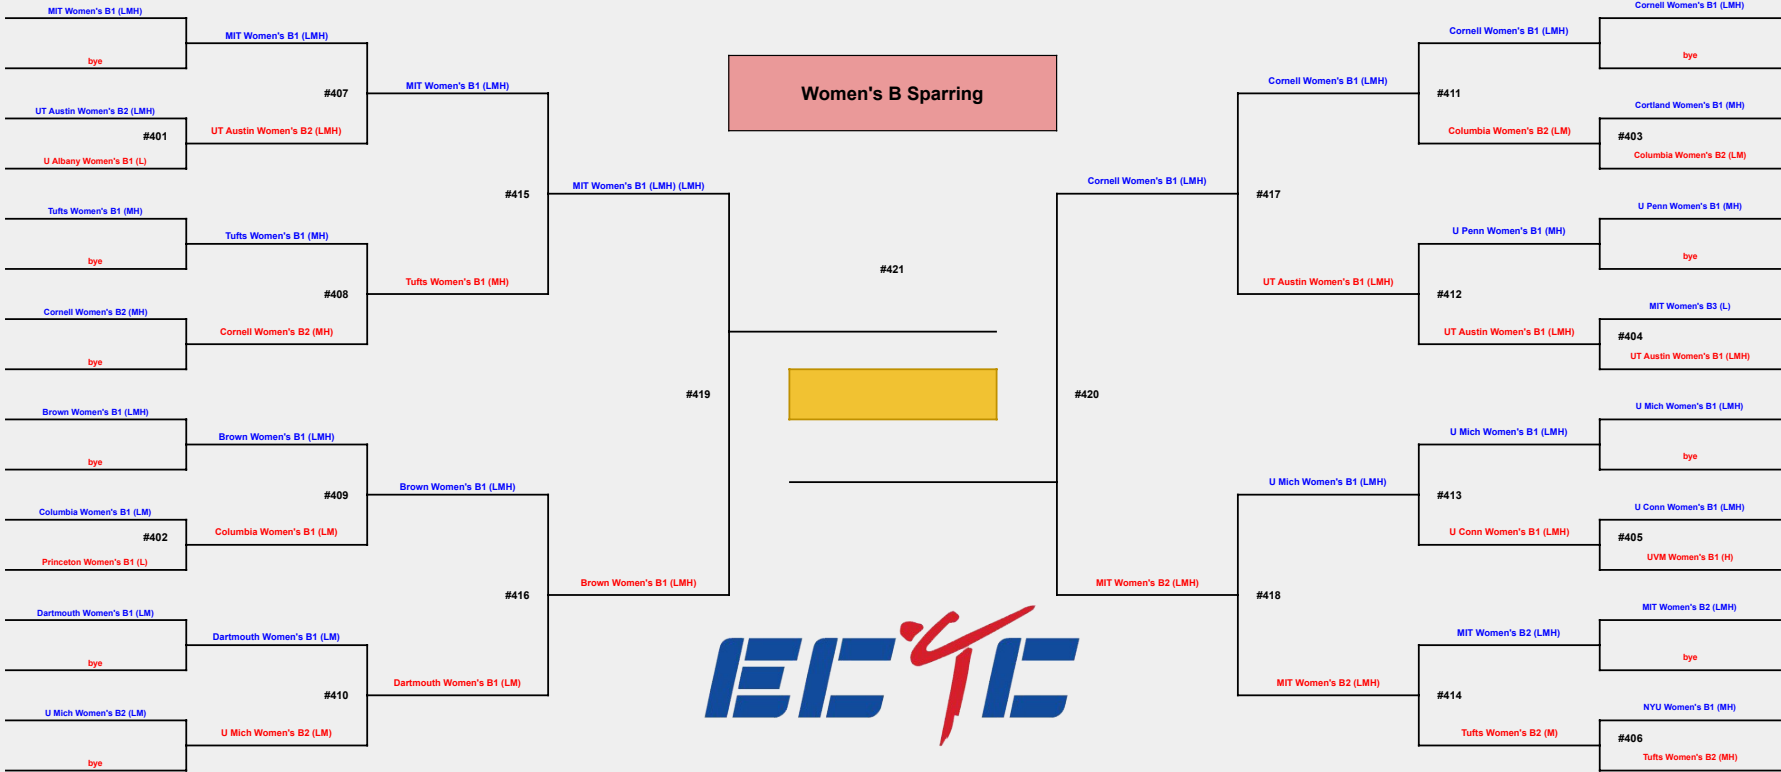 MIT Women's B1 (LMH)
bye
UT Austin Women's B2 (LMH)
#401
U Albany Women's B1 (L)
Tufts Women's B1 (MH)
bye
Cornell Women's B2 (MH)
bye
Brown Women's B1 (LMH)
bye
Columbia Women's B1 (LM)
#402
Princeton Women's B1 (L)
Dartmouth Women's B1 (LM)
bye
U Mich Women's B2 (LM)
bye
MIT Women's B1 (LMH)
#407
UT Austin Women's B2 (LMH)
Tufts Women's B1 (MH)
#408
Cornell Women's B2 (MH)
Brown Women's B1 (LMH)
#409
Columbia Women's B1 (LM)
Dartmouth Women's B1 (LM)
#410
U Mich Women's B2 (LM)
MIT Women's B1 (LMH)
#415
Tufts Women's B1 (MH)
Brown Women's B1 (LMH)
#416
Dartmouth Women's B1 (LM)
MIT Women's B1 (LMH) (LMH)
#419
Brown Women's B1 (LMH)
Women's B Sparring
#421
ECTC
Cornell Women's B1 (LMH)
#420
MIT Women's B2 (LMH)
Cornell Women's B1 (LMH)
#417
UT Austin Women's B1 (LMH)
U Mich Women's B1 (LMH)
#418
MIT Women's B2 (LMH)
Cornell Women's B1 (LMH)
#411
Columbia Women's B2 (LM)
U Penn Women's B1 (MH)
#412
UT Austin Women's B1 (LMH)
U Mich Women's B1 (LMH)
#413
U Conn Women's B1 (LMH)
MIT Women's B2 (LMH)
#414
Tufts Women's B2 (M)
Cornell Women's B1 (LMH)
bye
Cortland Women's B1 (MH)
#403
Columbia Women's B2 (LM)
U Penn Women's B1 (MH)
bye
MIT Women's B3 (L)
#404
UT Austin Women's B1 (LMH)
U Mich Women's B1 (LMH)
bye
U Conn Women's B1 (LMH)
#405
UVM Women's B1 (H)
MIT Women's B2 (LMH)
bye
NYU Women's B1 (MH)
#406
Tufts Women's B2 (MH)